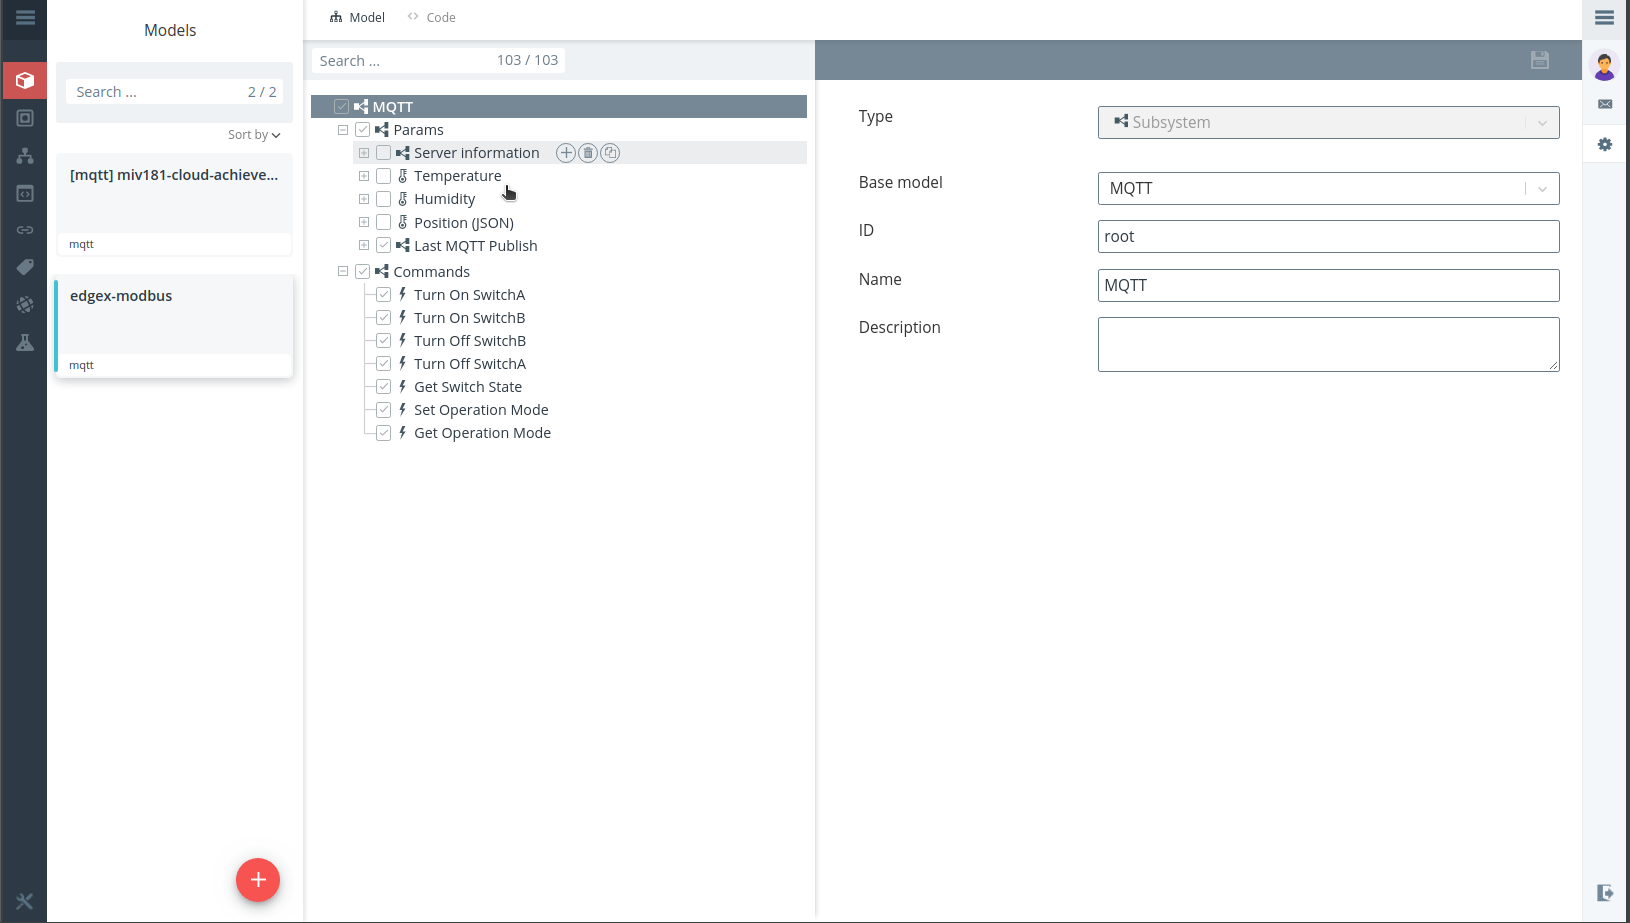 Models
Search ...
2 / 2
Sort by
[mqtt] miv181-cloud-achieve...
mqtt
edgex-modbus
mqtt
Model
Code
Search ...
103 / 103
MQTT
Params
Server information
Temperature
Humidity
Position (JSON)
Last MQTT Publish
Commands
Turn On SwitchA
Turn On SwitchB
Turn Off SwitchB
Turn Off SwitchA
Get Switch State
Set Operation Mode
Get Operation Mode
Type
Subsystem
Base model
MQTT
ID
root
Name
MQTT
Description